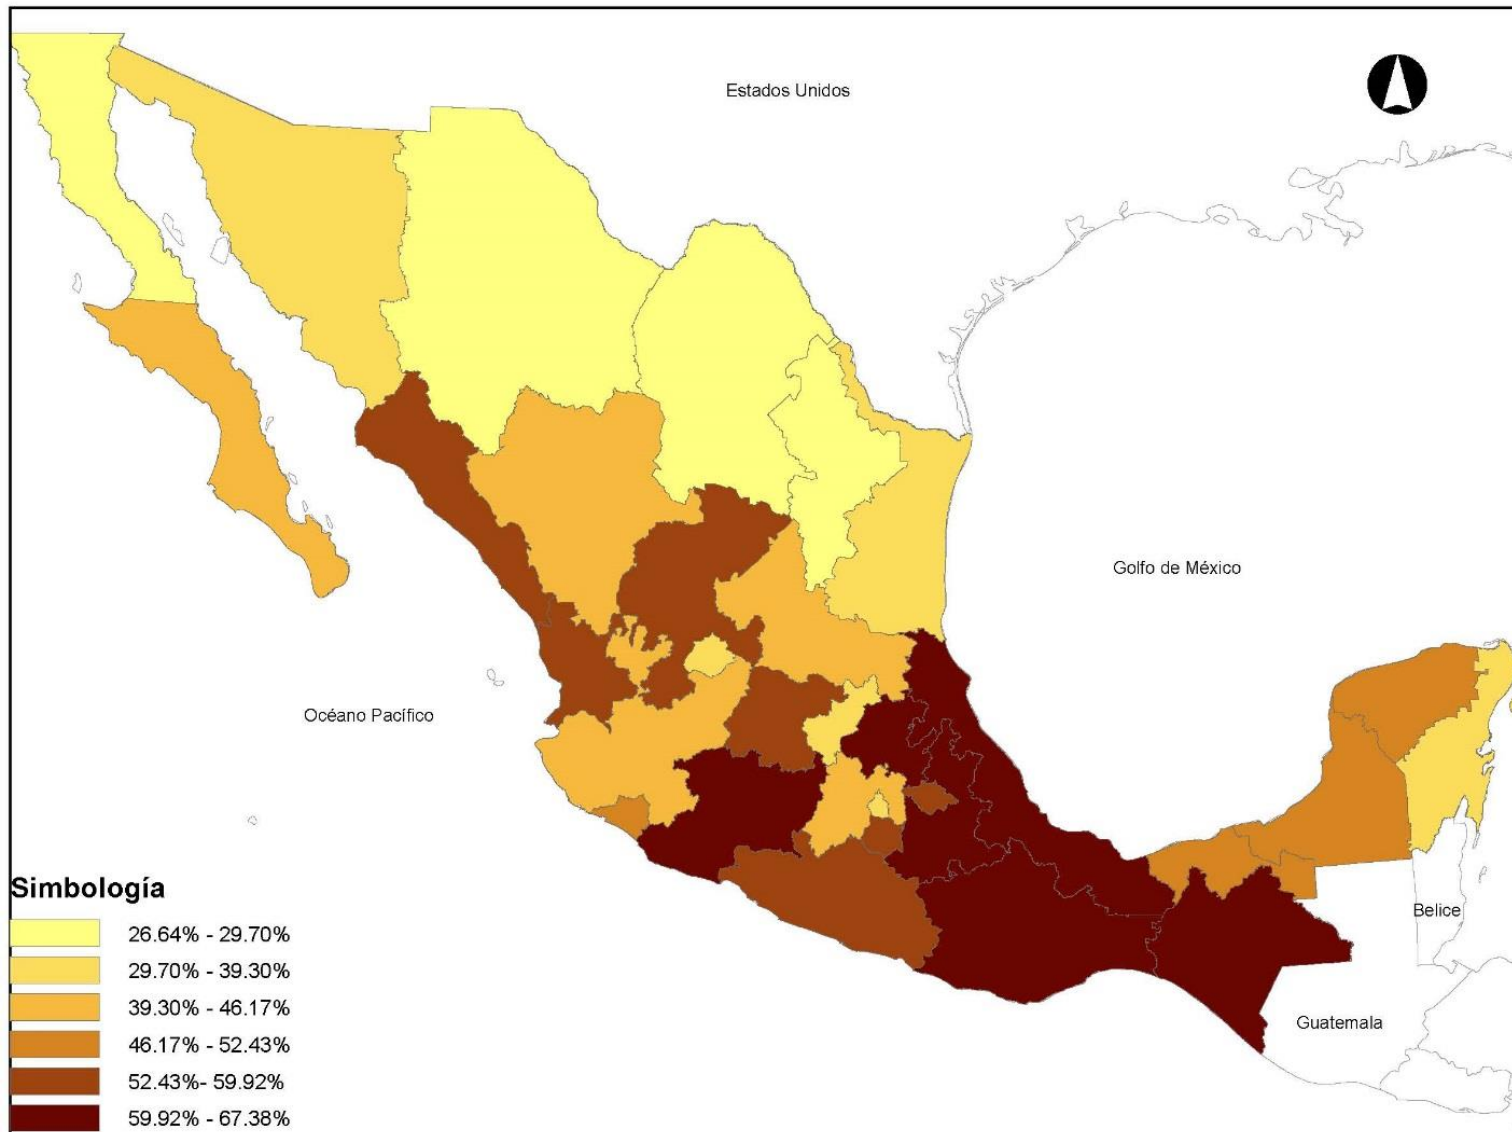 Estados Unidos
Golfo de México
Océano Pacífico
Belice
Guatemala
Simbología
26.64% - 29.70%
29.70% - 39.30%
39.30% - 46.17%
46.17% - 52.43%
52.43%- 59.92%
59.92% - 67.38%